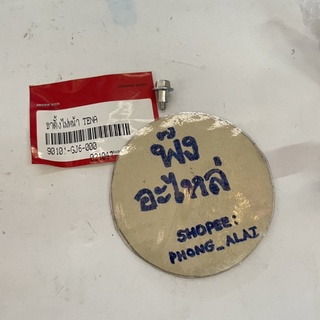 ขาตั้งไฟหน้า TENA
90101-GJ6-000
พ้ง
อะไหล่
SHOPEE:
PHONG_ALAI